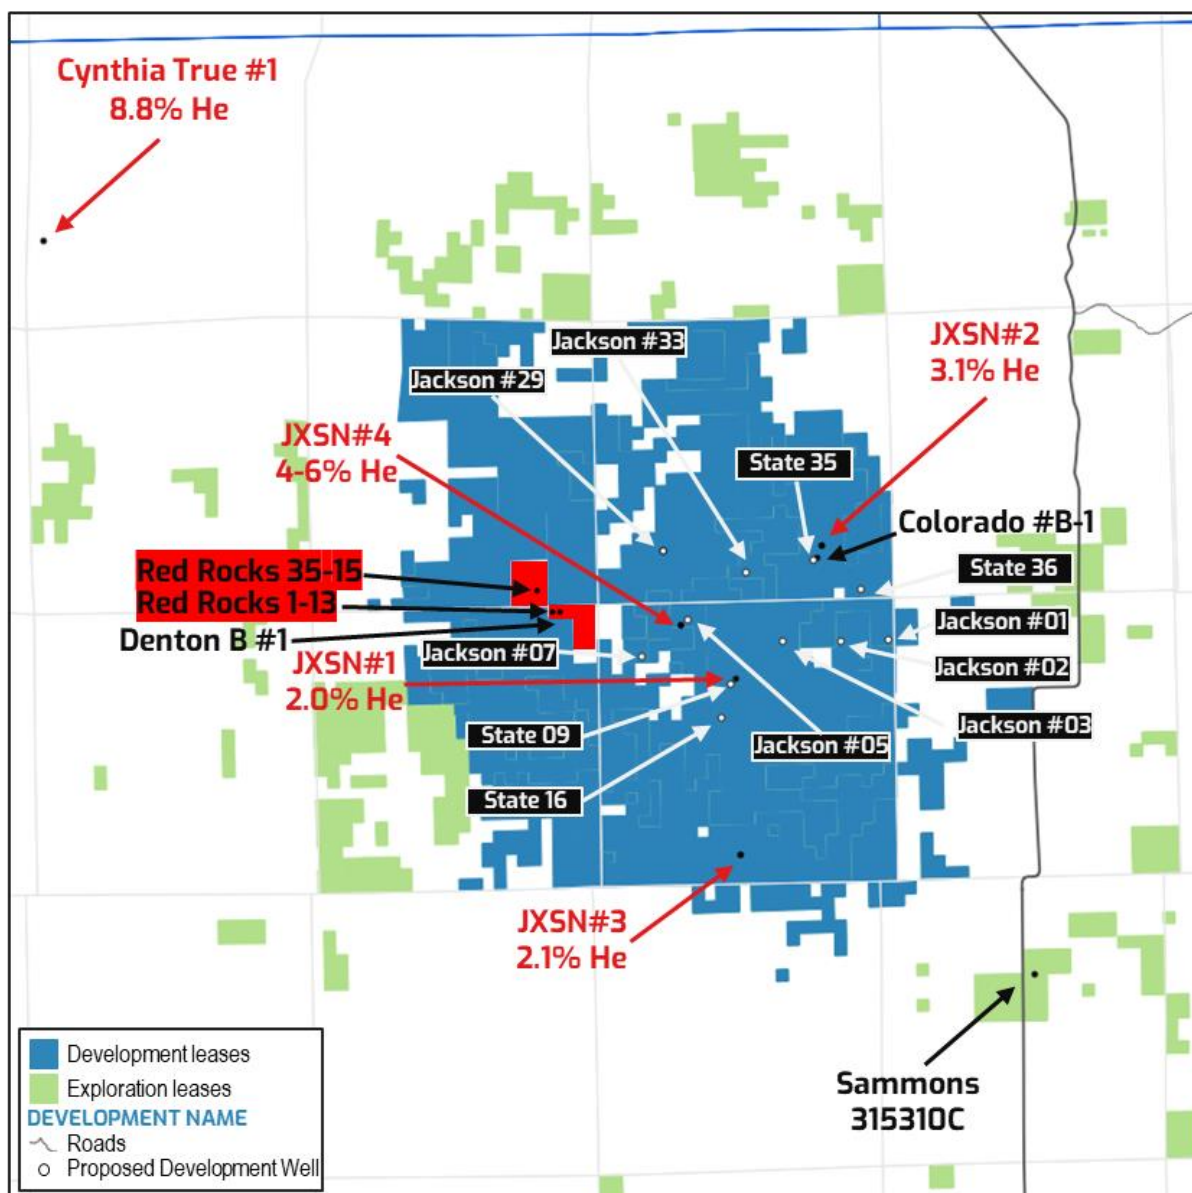 Cynthia True #1
8.8% He
Jackson #33
JXSN#2
3.1% He
Jackson #29
JXSN#4
4-6% He
State 35
Colorado #B-1
Red Rocks 35-15
State 36
Red Rocks 1-13
Jackson #01
Denton B #1
Jackson #07
JXSN#1
2.0% He
Jackson #02
State 09
Jackson #05
Jackson #03
State 16
JXSN#3
2.1% He
Sammons
315310C
Development leases
Exploration leases
DEVELOPMENT NAME
Roads
Proposed Development Well